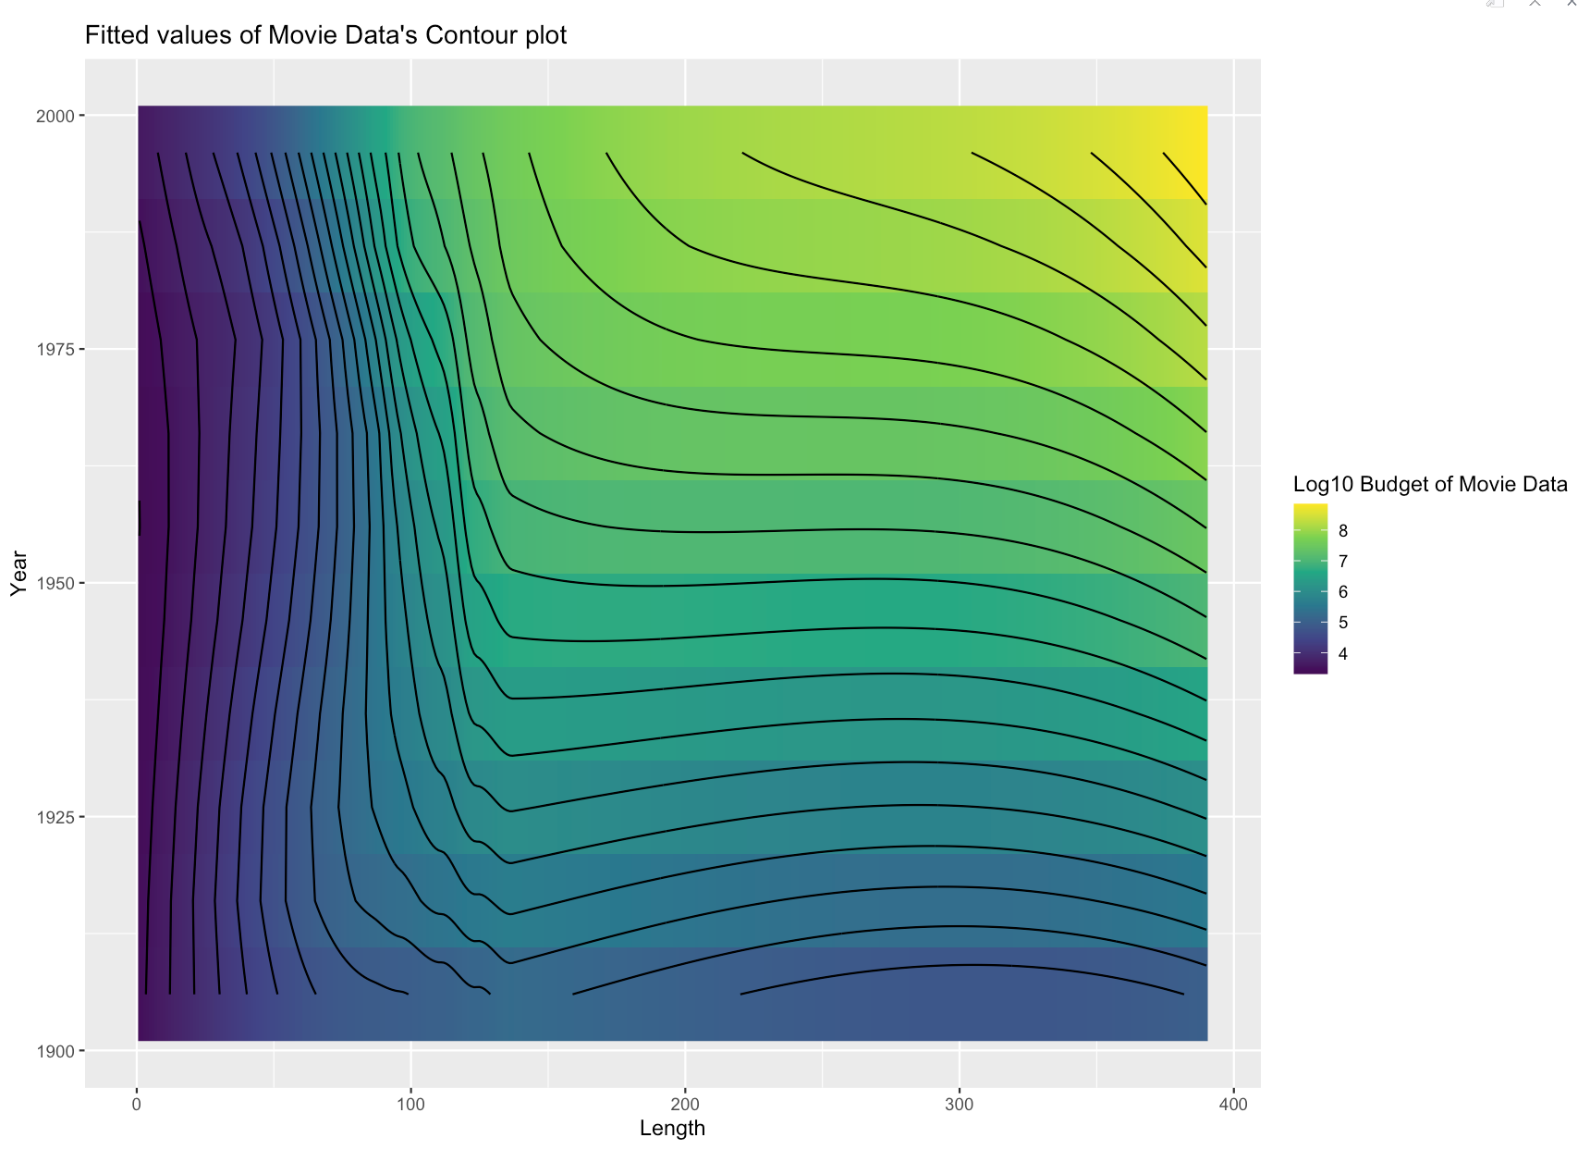 Fitted values of Movie Data's Contour plot
2000
1975
1950
1925
1900
Year
0 100 200 300 400
Length
Log10 Budget of Movie Data
8
7
6
5
4